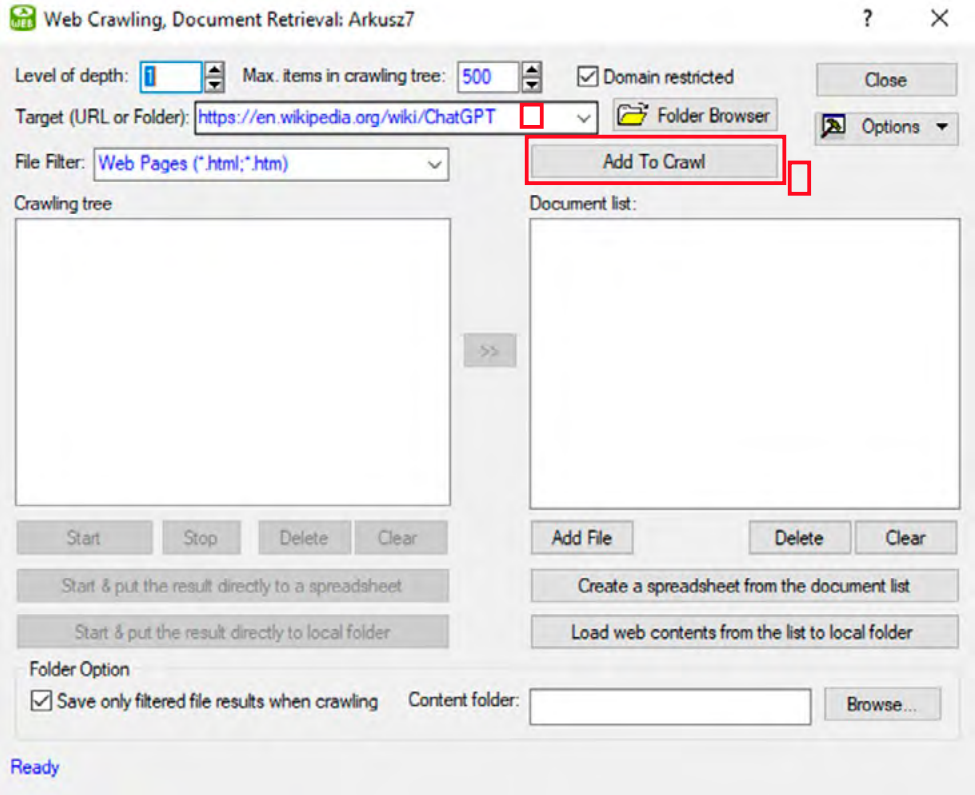 Web Crawling, Document Retrieval: Arkusz7 ?
Level of depth: 1 Max. items in crawling tree: 500 Domain restricted Close
Target (URL or Folder): https://en.wikipedia.org/wiki/ChatGPT Folder Browser Options
File Filter: Web Pages (*.html;*.htm) Add To Crawl
Crawling tree Document list:
>>
Start Stop Delete Clear Add File Delete Clear
Start & put the result directly to a spreadsheet Create a spreadsheet from the document list
Start & put the result directly to local folder Load web contents from the list to local folder
Folder Option
Save only filtered file results when crawling Content folder: Browse...
Ready